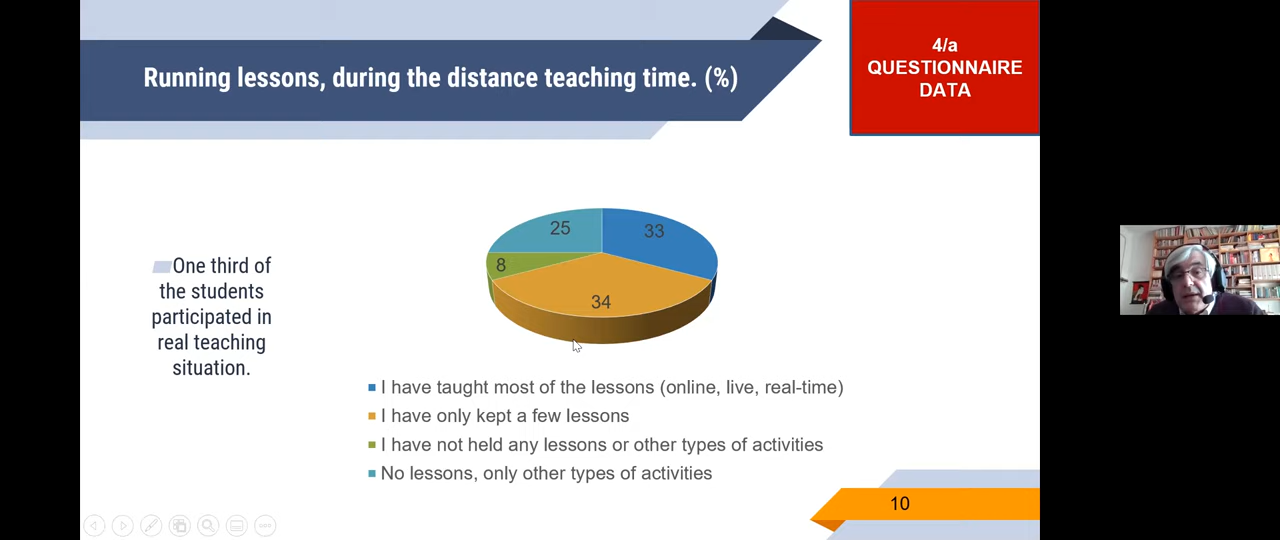 Running lessons, during the distance teaching time. (%)
4/a
QUESTIONNAIRE
DATA
One third of
the students
participated in
real teaching
situation.
25
33
8
34
I have taught most of the lessons (online, live, real-time)
I have only kept a few lessons
I have not held any lessons or other types of activities
No lessons, only other types of activities
10